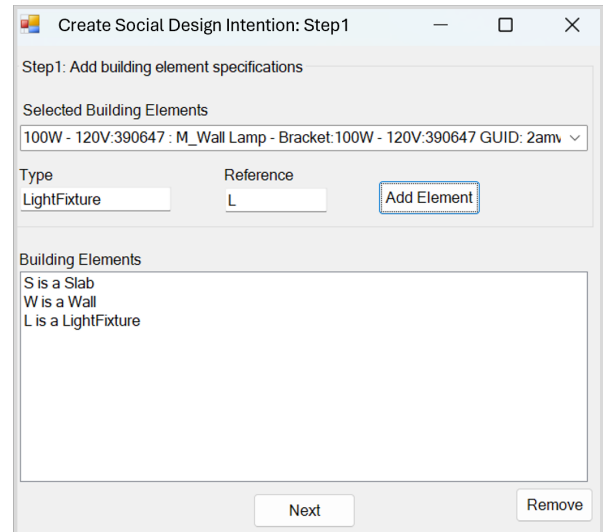 Create Social Design Intention: Step1
Step1: Add building element specifications
Selected Building Elements
100W - 120V:390647 : M_Wall Lamp - Bracket:100W - 120V:390647 GUID: 2amv
Type Reference
LightFixture L Add Element
Building Elements
S is a Slab
W is a Wall
L is a LightFixture
Next Remove